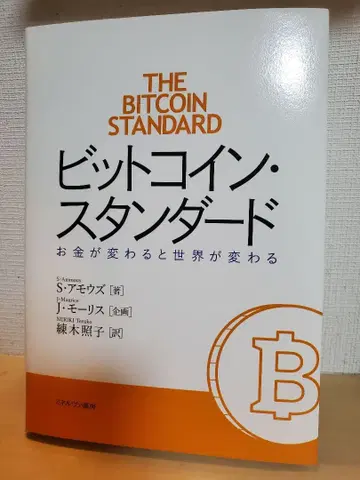 THE
BITCOIN
STANDARD
ビットコイン・
スタンダード
お金が変わると世界が変わる
S・アモウズ [著]
J・モーリス [企画]
練木照子 [訳]